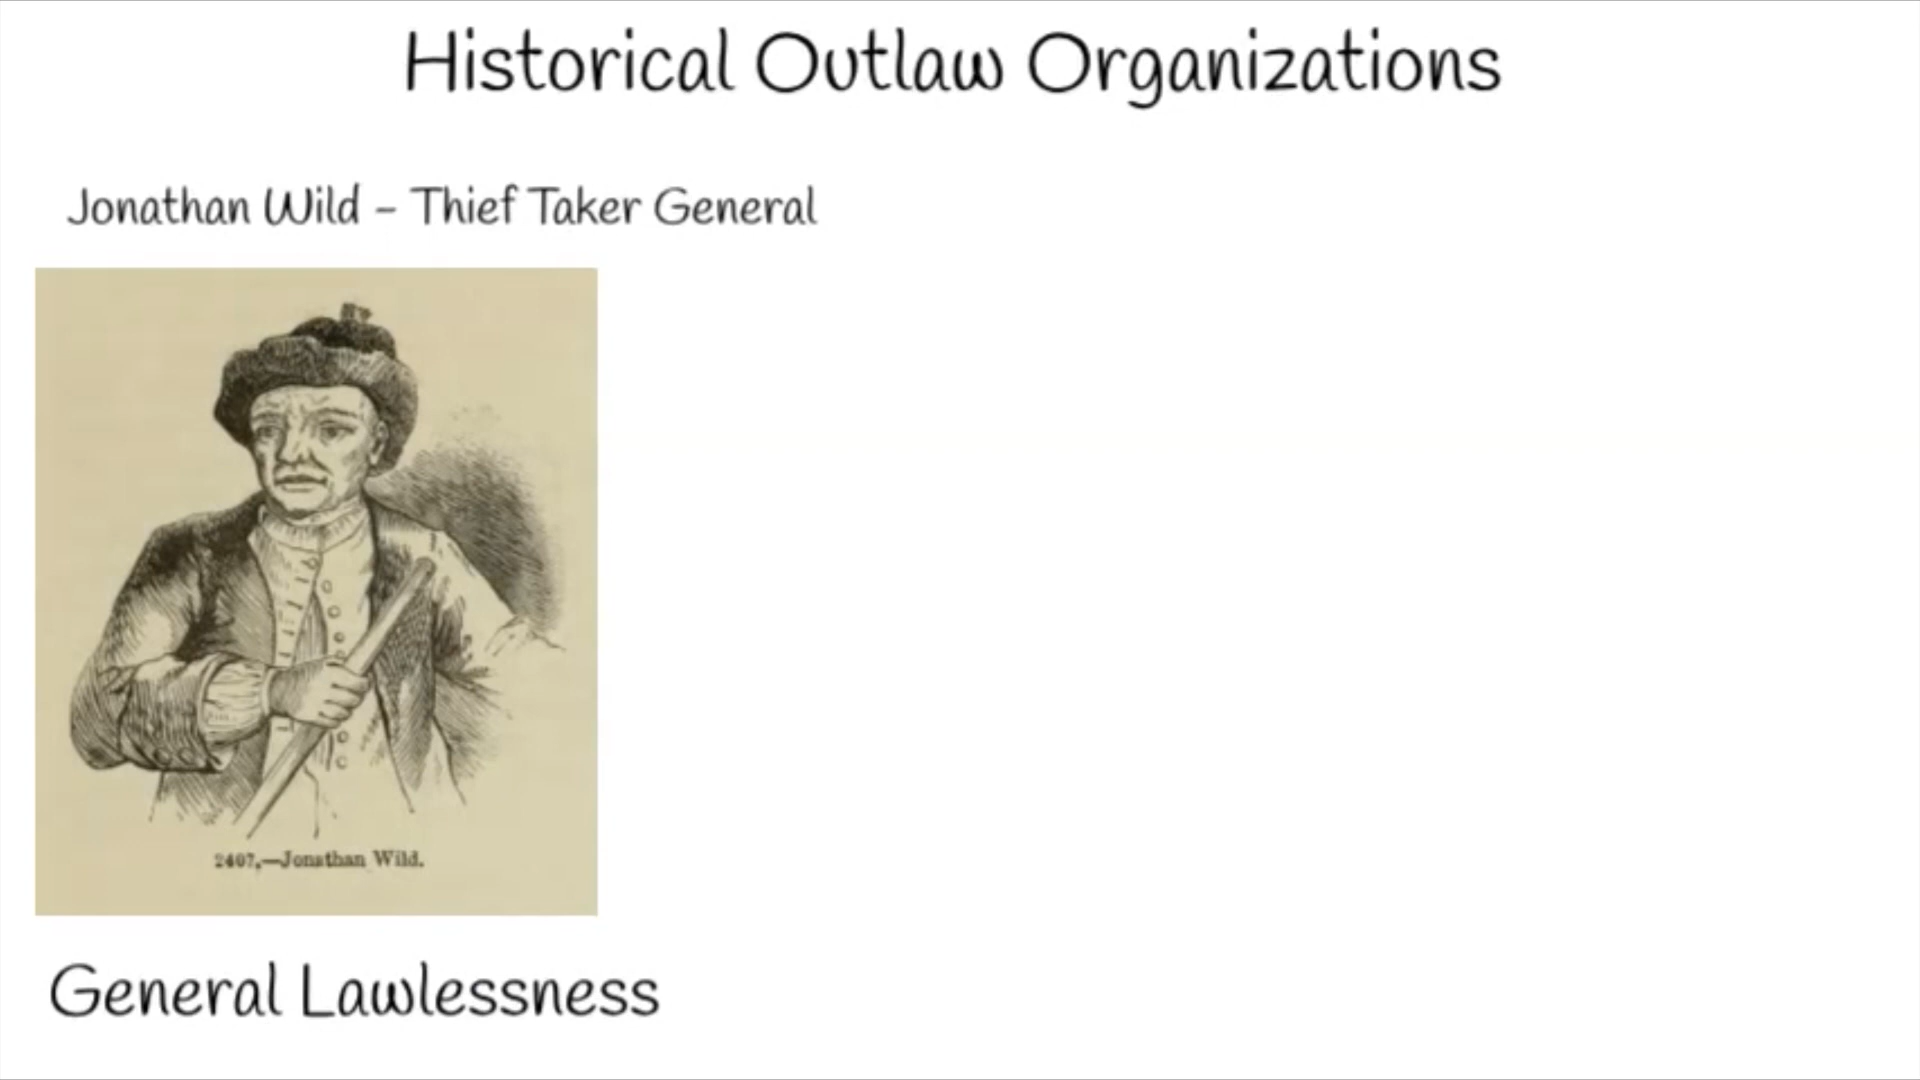 Historical Outlaw Organizations
Jonathan Wild - Thief Taker General
2407,—Jonathan Wild.
General Lawlessness